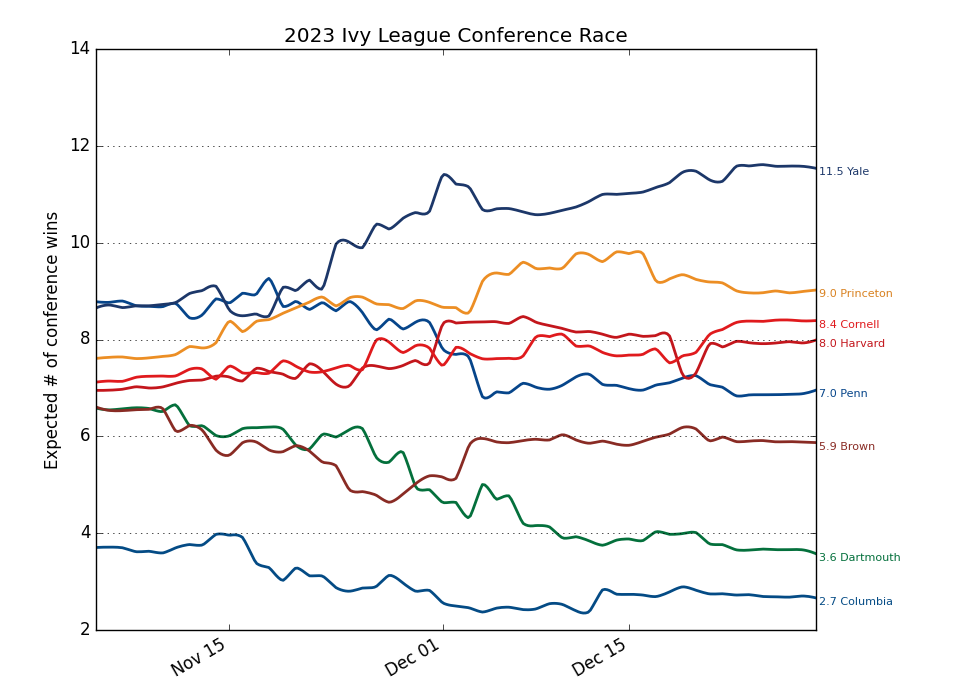 2023 Ivy League Conference Race
Expected # of conference wins
14
12
10
8
6
4
2
Nov 15
Dec 01
Dec 15
11.5 Yale
9.0 Princeton
8.4 Cornell
8.0 Harvard
7.0 Penn
5.9 Brown
3.6 Dartmouth
2.7 Columbia